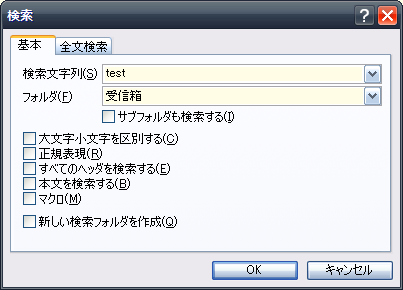 検索
基本 全文検索
検索文字列(S) test
フォルダ(F) 受信箱
サブフォルダも検索する(I)
大文字小文字を区別する(C)
正規表現(R)
すべてのヘッダを検索する(E)
本文を検索する(B)
マクロ(M)
新しい検索フォルダを作成(Q)
OK キャンセル